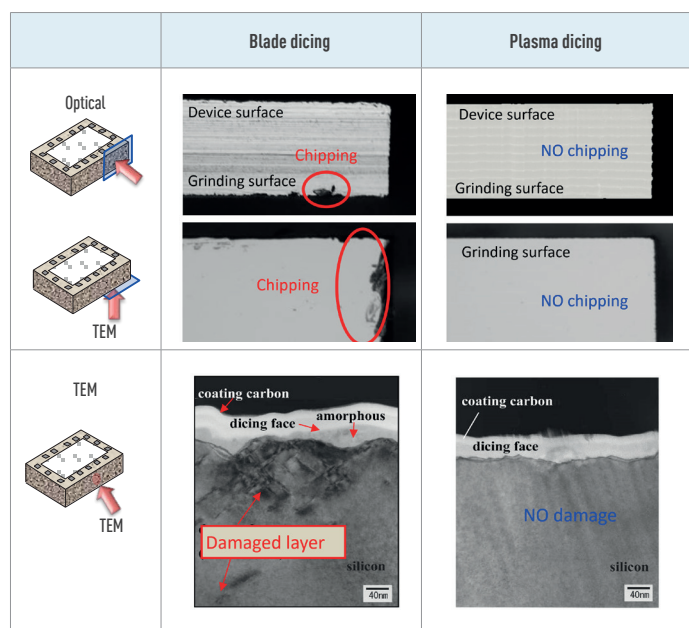 Blade dicing
Plasma dicing
Optical
Device surface
Chipping
Grinding surface
Device surface
NO chipping
Grinding surface
TEM
Chipping
Grinding surface
NO chipping
TEM
TEM
coating carbon
dicing face
amorphous
Damaged layer
silicon
40nm
coating carbon
dicing face
NO damage
silicon
40nm